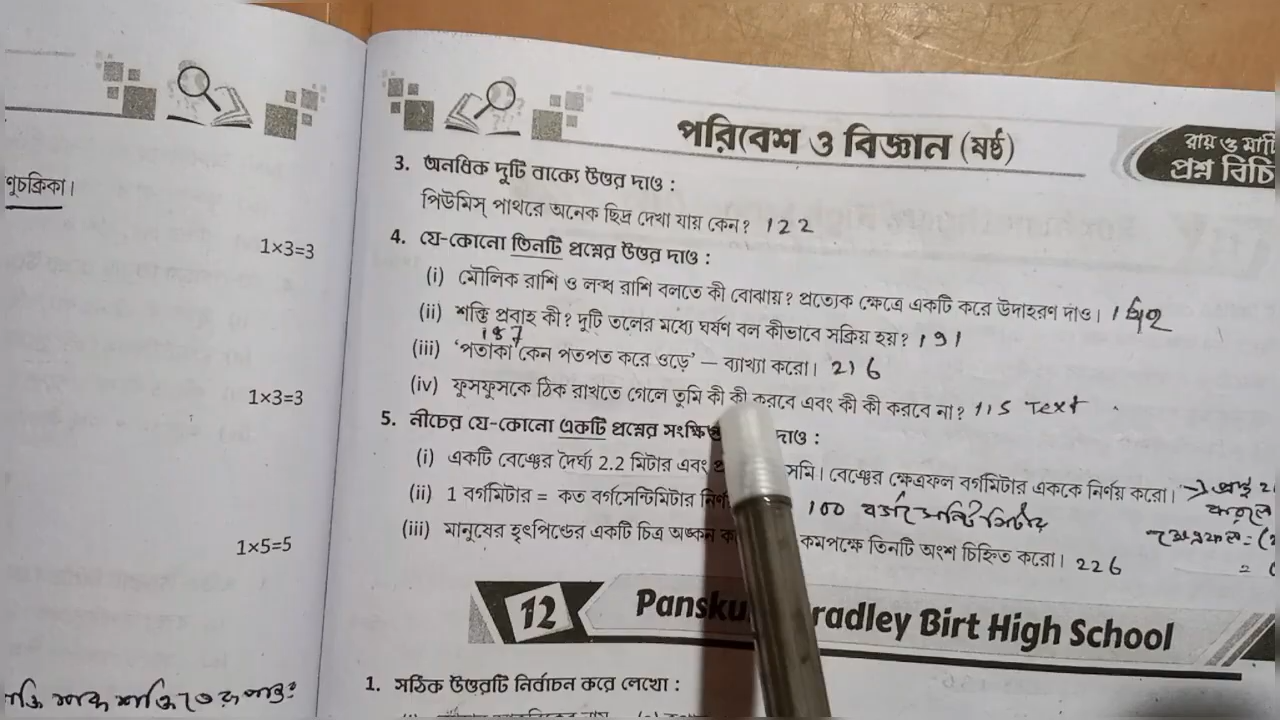 পরিবেশ ও বিজ্ঞান (ষষ্ঠ)
রায় ও মার্টি
প্রশ্ন বিচি
ণুচক্রিকা।
1×3=3
1×3=3
1×5=5
3. অনধিক দুটি বাক্যে উত্তর দাও :
পিউমিস্ পাথরে অনেক ছিদ্র দেখা যায় কেন? 122
4. যে-কোনো তিনটি প্রশ্নের উত্তর দাও :
(i) মৌলিক রাশি ও লব্ধ রাশি বলতে কী বোঝায়? প্রত্যেক ক্ষেত্রে একটি করে উদাহরণ দাও।
(ii) শক্তি প্রবাহ কী? দুটি তলের মধ্যে ঘর্ষণ বল কীভাবে সক্রিয় হয়? 191
187
(iii) 'পতাকা কেন পতপত করে ওড়ে' — ব্যাখ্যা করো। 216
(iv) ফুসফুসকে ঠিক রাখতে গেলে তুমি কী কী করবে এবং কী কী করবে না? 115 Text
5. নীচের যে-কোনো একটি প্রশ্নের সংক্ষিপ্ত দাও :
(i) একটি বেঞ্চের দৈর্ঘ্য 2.2 মিটার এবং প্র সেমি। বেঞ্চের ক্ষেত্রফল বর্গমিটার এককে নির্ণয় করো।
(ii) 1 বর্গমিটার = কত বর্গসেন্টিমিটার নির্ণ 100 বর্গ সেন্টিমিটার
(iii) মানুষের হৃৎপিণ্ডের একটি চিত্র অঙ্কন ক কমপক্ষে তিনটি অংশ চিহ্নিত করো। 226
12 Pansku radley Birt High School
1. সঠিক উত্তরটি নির্বাচন করে লেখো :